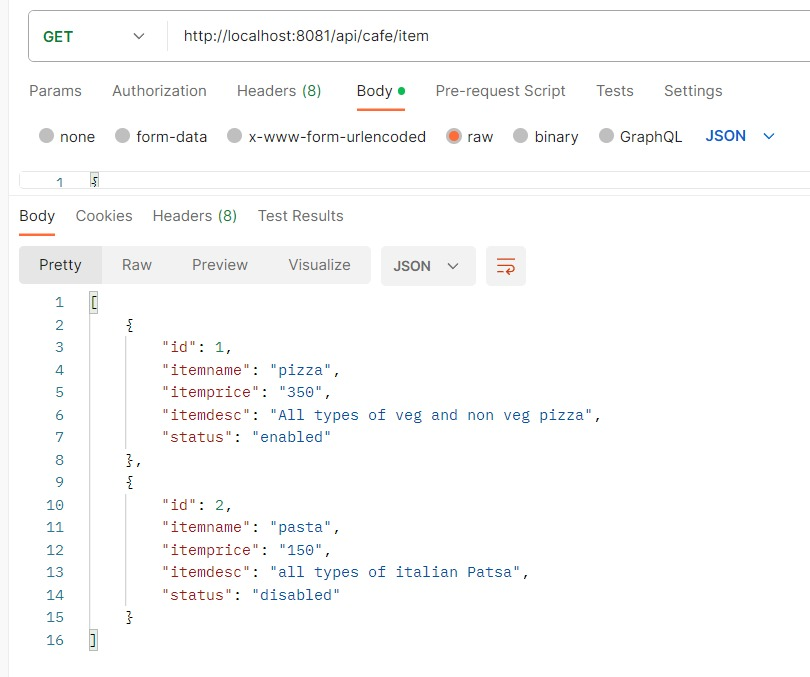 GET http://localhost:8081/api/cafe/item
Params Authorization Headers (8) Body Pre-request Script Tests Settings
none form-data x-www-form-urlencoded raw binary GraphQL JSON
1 {
Body Cookies Headers (8) Test Results
Pretty Raw Preview Visualize JSON
1 [
2 {
3 "id": 1,
4 "itemname": "pizza",
5 "itemprice": "350",
6 "itemdesc": "All types of veg and non veg pizza",
7 "status": "enabled"
8 },
9 {
10 "id": 2,
11 "itemname": "pasta",
12 "itemprice": "150",
13 "itemdesc": "all types of italian Patsa",
14 "status": "disabled"
15 }
16 ]